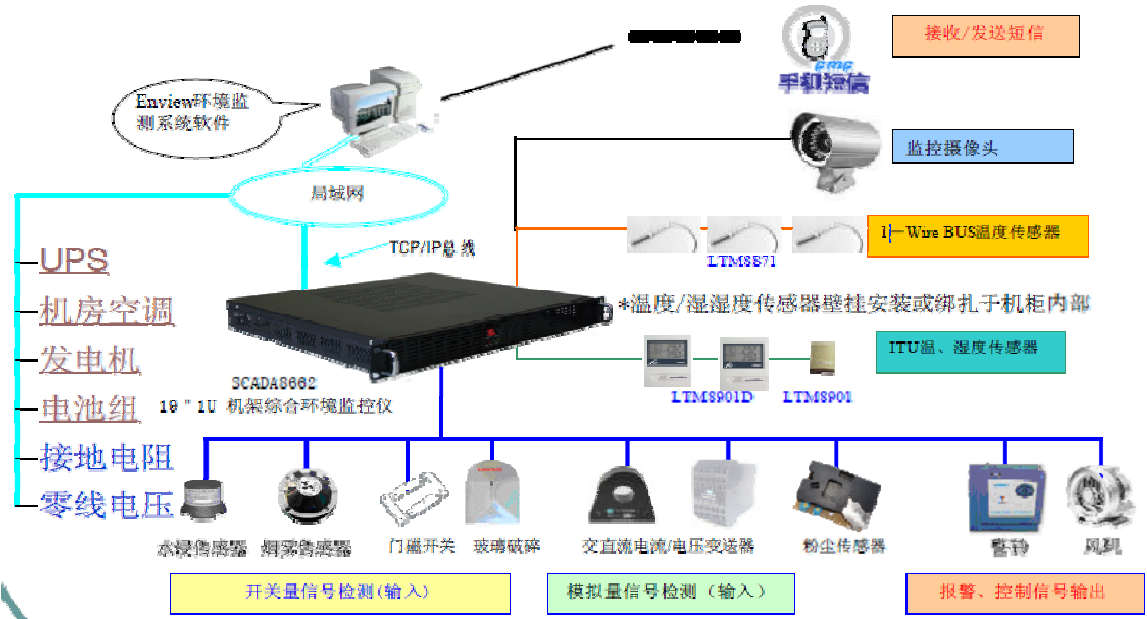 接收/发送短信
手机短信
Enview环境监
测系统软件
监控摄像头
局域网
1-Wire BUS温度传感器
TCP/IP总线
LTM8871
UPS
机房空调
*温度/湿湿度传感器壁挂安装或绑扎于机柜内部
ITU温、湿度传感器
发电机
SCADA8662
LTM8901D
LTM8901
电池组
19"1U 机架综合环境监控仪
接地电阻
零线电压
水浸传感器
烟雾传感器
门磁开关
玻璃破碎
交直流电流/电压变送器
粉尘传感器
警铃
风机
开关量信号检测(输入)
模拟量信号检测（输入）
报警、控制信号输出